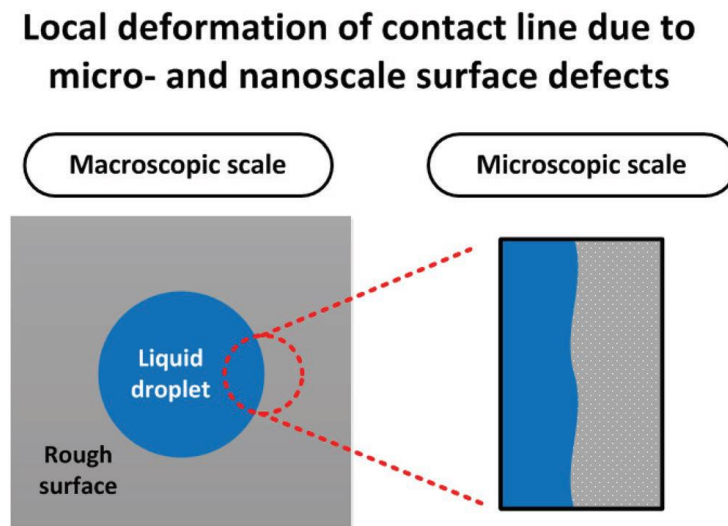 Local deformation of contact line due to
micro- and nanoscale surface defects
Macroscopic scale
Microscopic scale
Liquid
droplet
Rough
surface